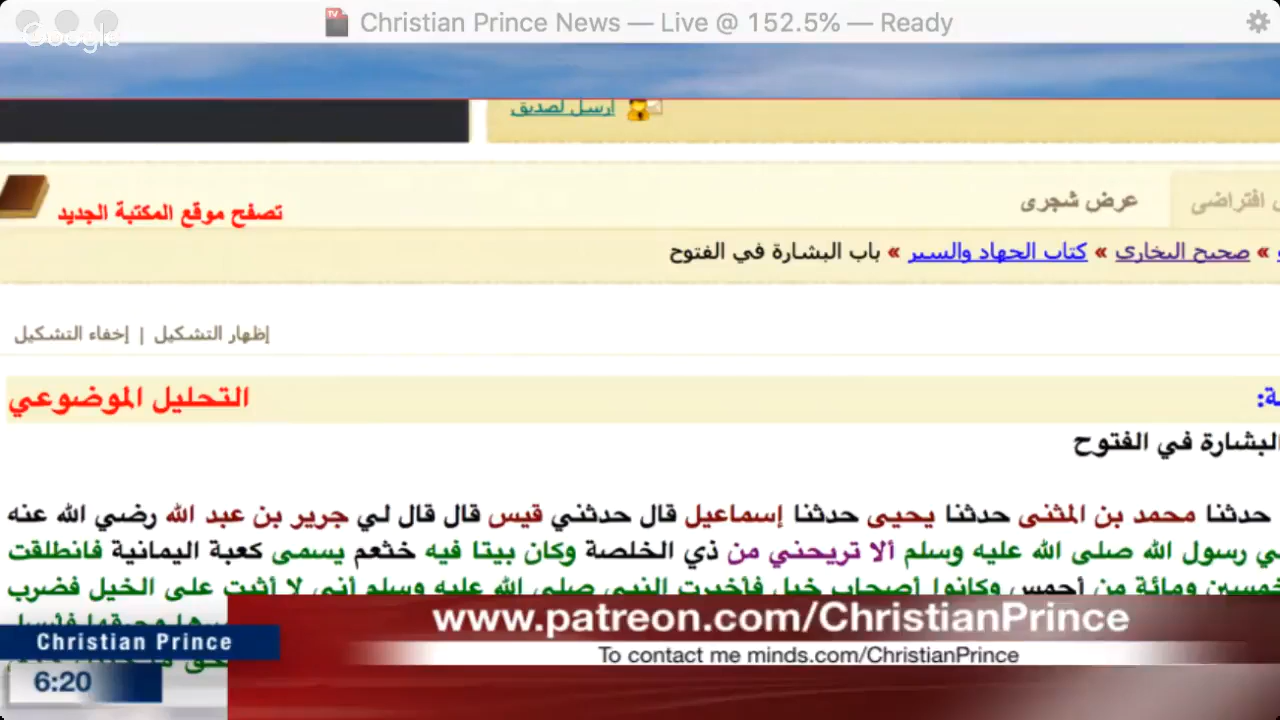 Christian Prince News — Live @ 152.5% — Ready
Google
أرسل لصديق
عرض شجري
افتراضي
تصفح موقع المكتبة الجديد
» صحيح البخاري » كتاب الجهاد والسير » باب البشارة في الفتوح
إظهار التشكيل | إخفاء التشكيل
التحليل الموضوعي
البشارة في الفتوح
حدثنا محمد بن المثنى حدثنا يحيى حدثنا إسماعيل قال حدثني قيس قال قال لي جرير بن عبد الله رضي الله عنه
رسول الله صلى الله عليه وسلم ألا تريحني من ذي الخلصة وكان بيتا فيه خثعم يسمى كعبة اليمانية فانطلقت
خمسين ومائة من أحمس وكانوا أصحاب خيل فأخبرت النبي صلى الله عليه وسلم أني لا أثبت على الخيل فضرب
www.patreon.com/ChristianPrince
Christian Prince
To contact me minds.com/ChristianPrince
6:20